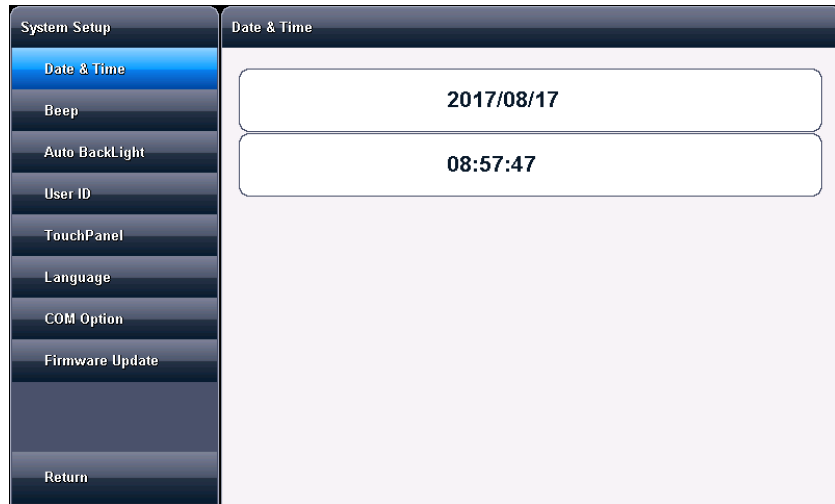 System Setup
Date & Time
Beep
Auto BackLight
User ID
TouchPanel
Language
COM Option
Firmware Update
Return
Date & Time
2017/08/17
08:57:47